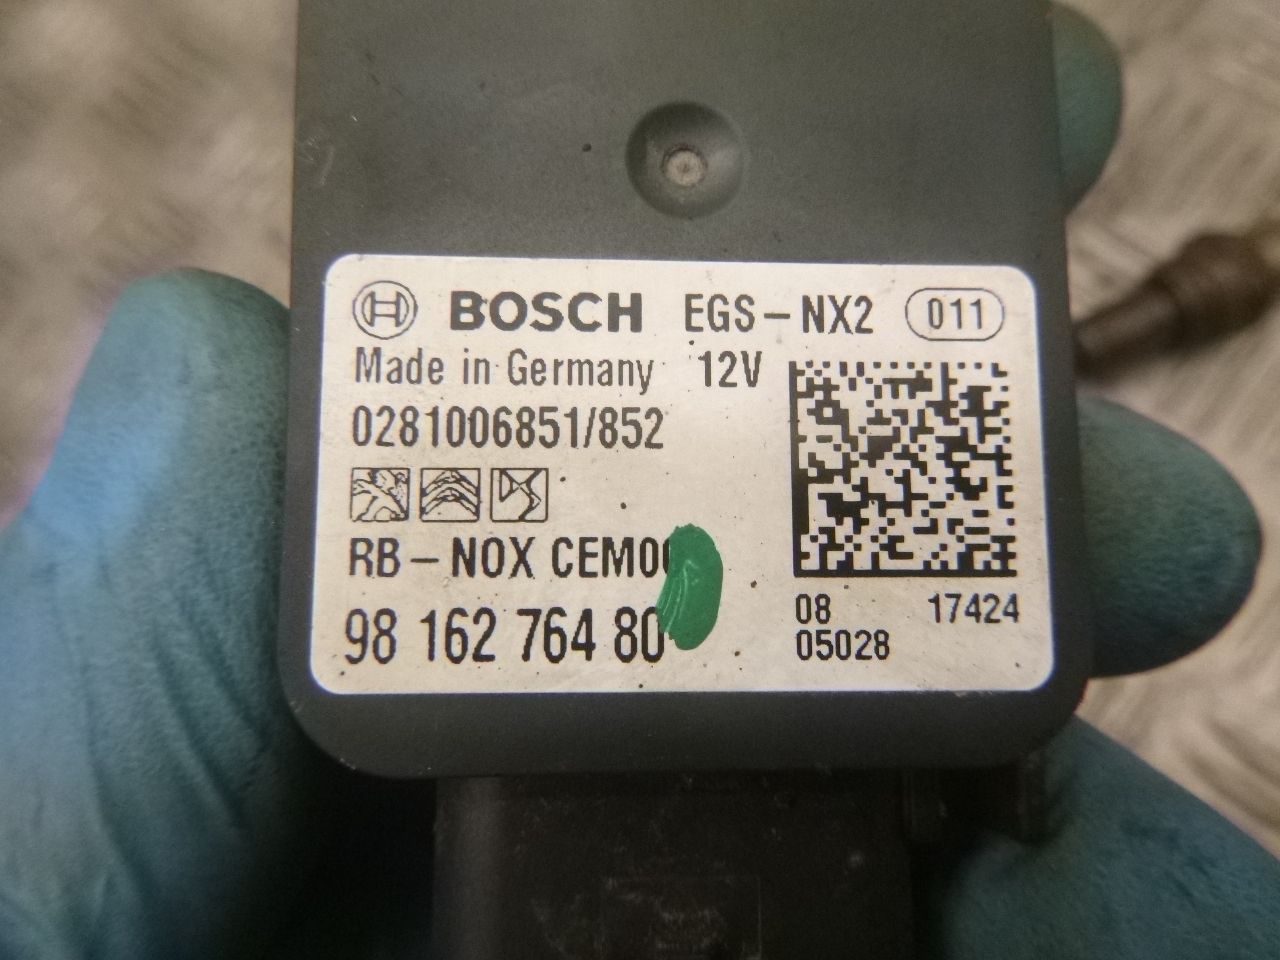 BOSCH EGS-NX2 011
Made in Germany 12V
0281006851/852
RB-NOX CEM00
98 162 764 80
08 17424
05028